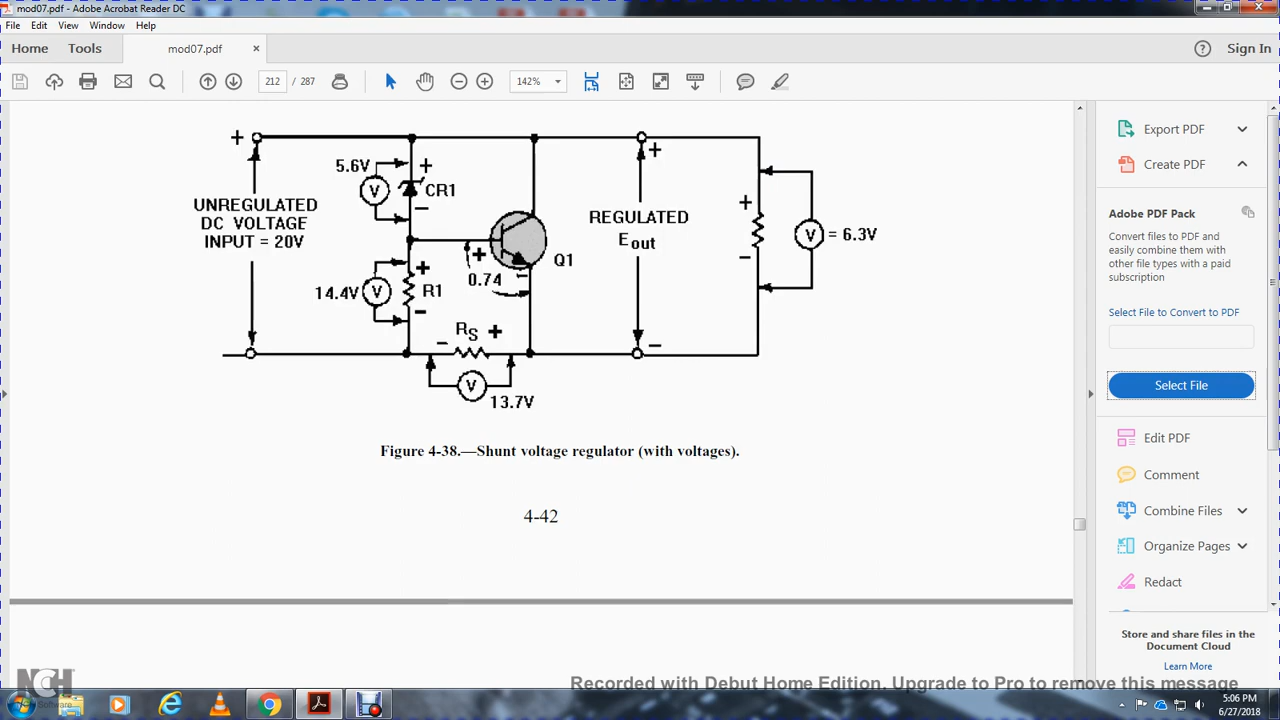 mod07.pdf - Adobe Acrobat Reader DC
File Edit View Window Help
Home Tools mod07.pdf × Sign In
212 / 287 142%
+
5.6V V + CR1 −
UNREGULATED
DC VOLTAGE
INPUT = 20V
14.4V V + R1 −
+ 0.74 −
Q1
REGULATED
Eout
+
−
+
−
V = 6.3V
− RS +
V
13.7V
Figure 4-38.—Shunt voltage regulator (with voltages).
4-42
Export PDF
Create PDF
Adobe PDF Pack
Convert files to PDF and
easily combine them with
other file types with a paid
subscription
Select File to Convert to PDF
Select File
Edit PDF
Comment
Combine Files
Organize Pages
Redact
Store and share files in the
Document Cloud
Learn More
NCH
Software
Recorded with Debut Home Edition. Upgrade to Pro to remove this message
5:06 PM
6/27/2018